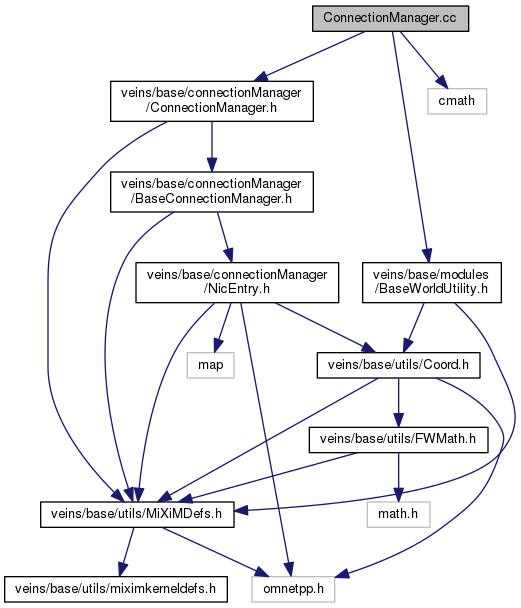 ConnectionManager.cc
veins/base/connectionManager
/ConnectionManager.h
cmath
veins/base/connectionManager
/BaseConnectionManager.h
veins/base/connectionManager
/NicEntry.h
veins/base/modules
/BaseWorldUtility.h
map
veins/base/utils/Coord.h
veins/base/utils/FWMath.h
veins/base/utils/MiXiMDefs.h
math.h
veins/base/utils/miximkerneldefs.h
omnetpp.h